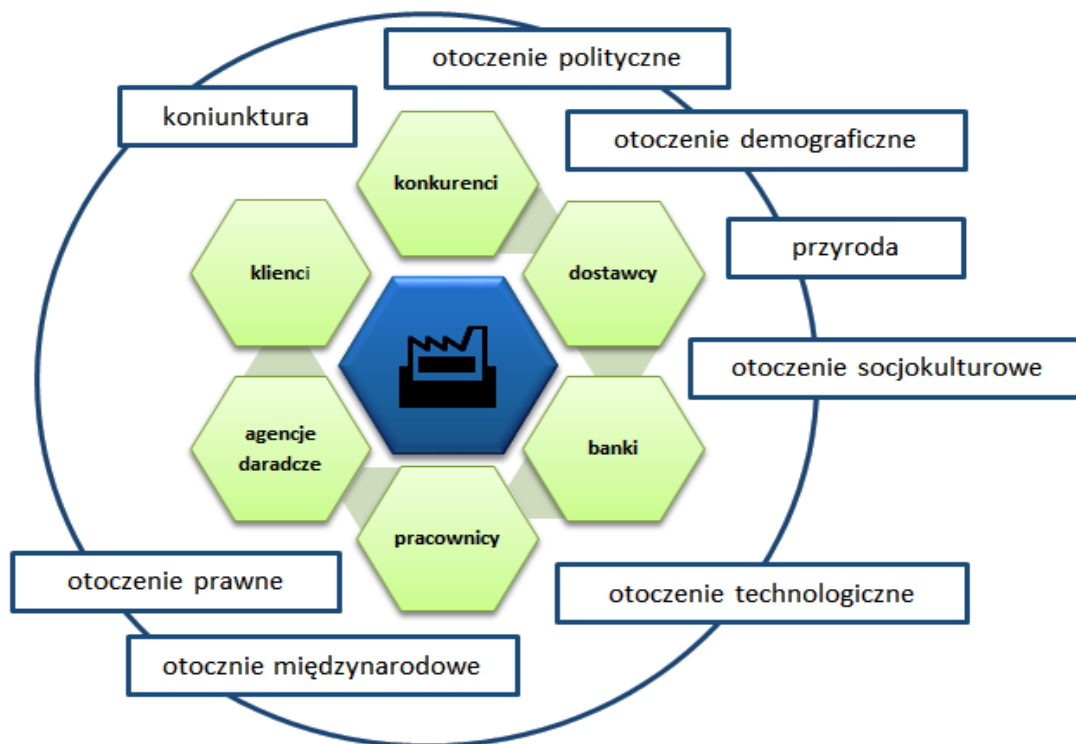 otoczenie polityczne
koniunktura
otoczenie demograficzne
konkurenci
przyroda
klienci
dostawcy
otoczenie socjokulturowe
agencje
daradcze
banki
pracownicy
otoczenie prawne
otoczenie technologiczne
otocznie międzynarodowe